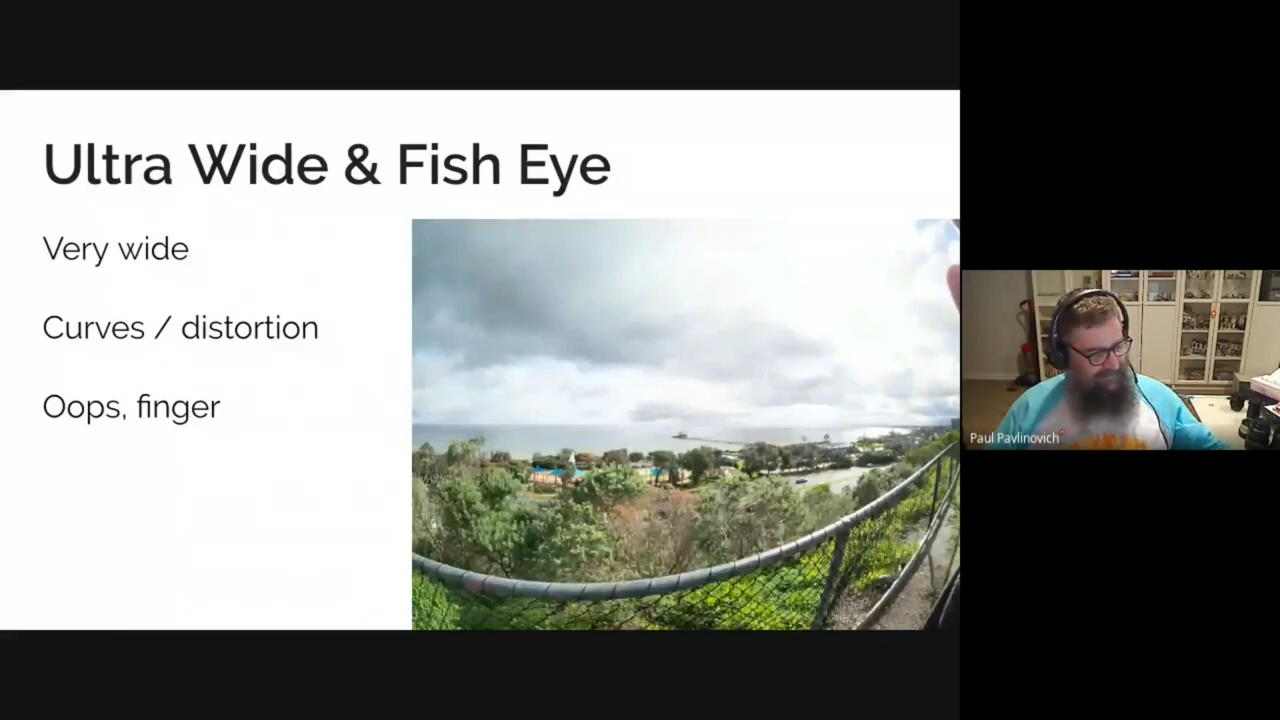 Ultra Wide & Fish Eye
Very wide
Curves / distortion
Oops, finger
Paul Pavlinovich